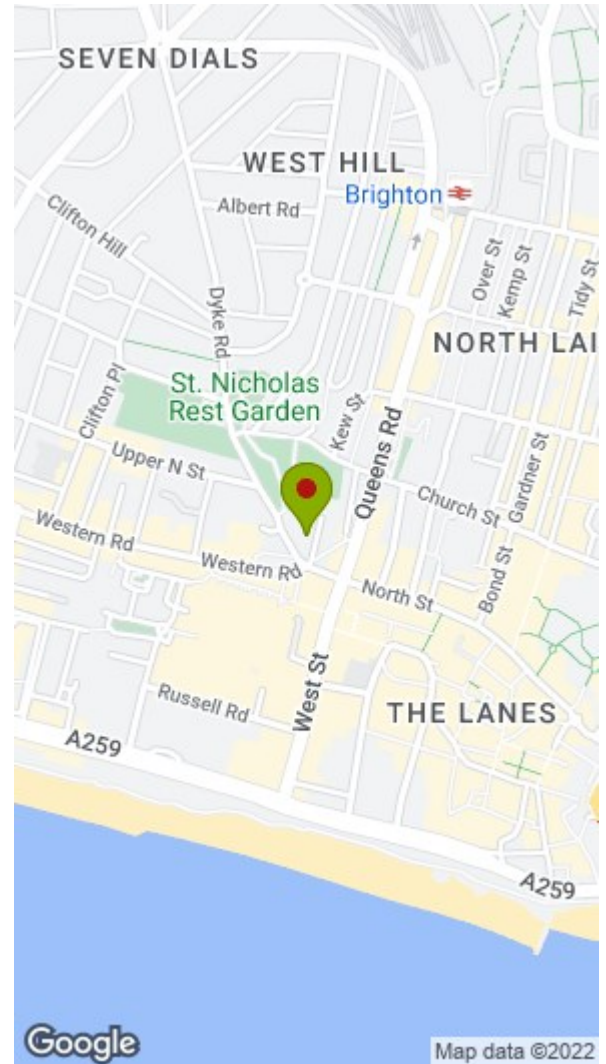 SEVEN DIALS
WEST HILL
Brighton
Albert Rd
Clifton Hill
Over St
Kemp St
Tidy St
Dyke Rd
NORTH LAI
St. Nicholas
Rest Garden
Clifton Pl
Kew St
Queens Rd
Upper N St
Gardner St
Church St
Western Rd
Western Rd
North St
Bond St
West St
Russell Rd
THE LANES
A259
A259
Google
Map data ©2022